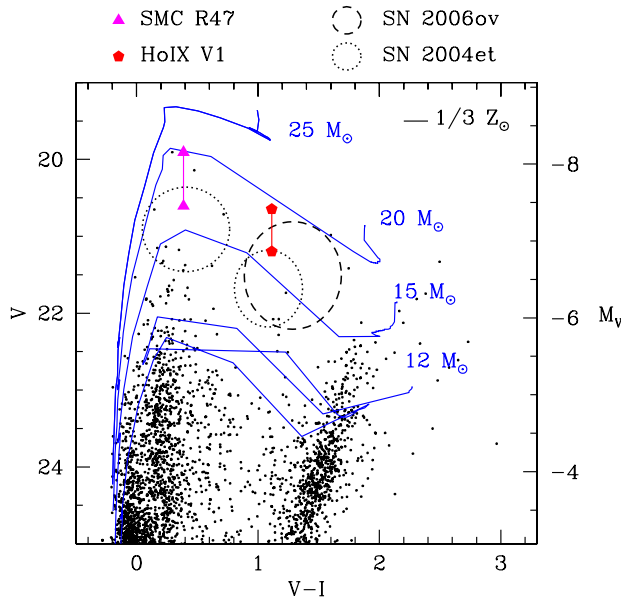 SMC R47
SN 2006ov
HoIX V1
SN 2004et
25 M⊙
1/3 Z⊙
20
−8
20 M⊙
15 M⊙
V
22
−6
M_V
12 M⊙
24
−4
0
1
2
3
V−I